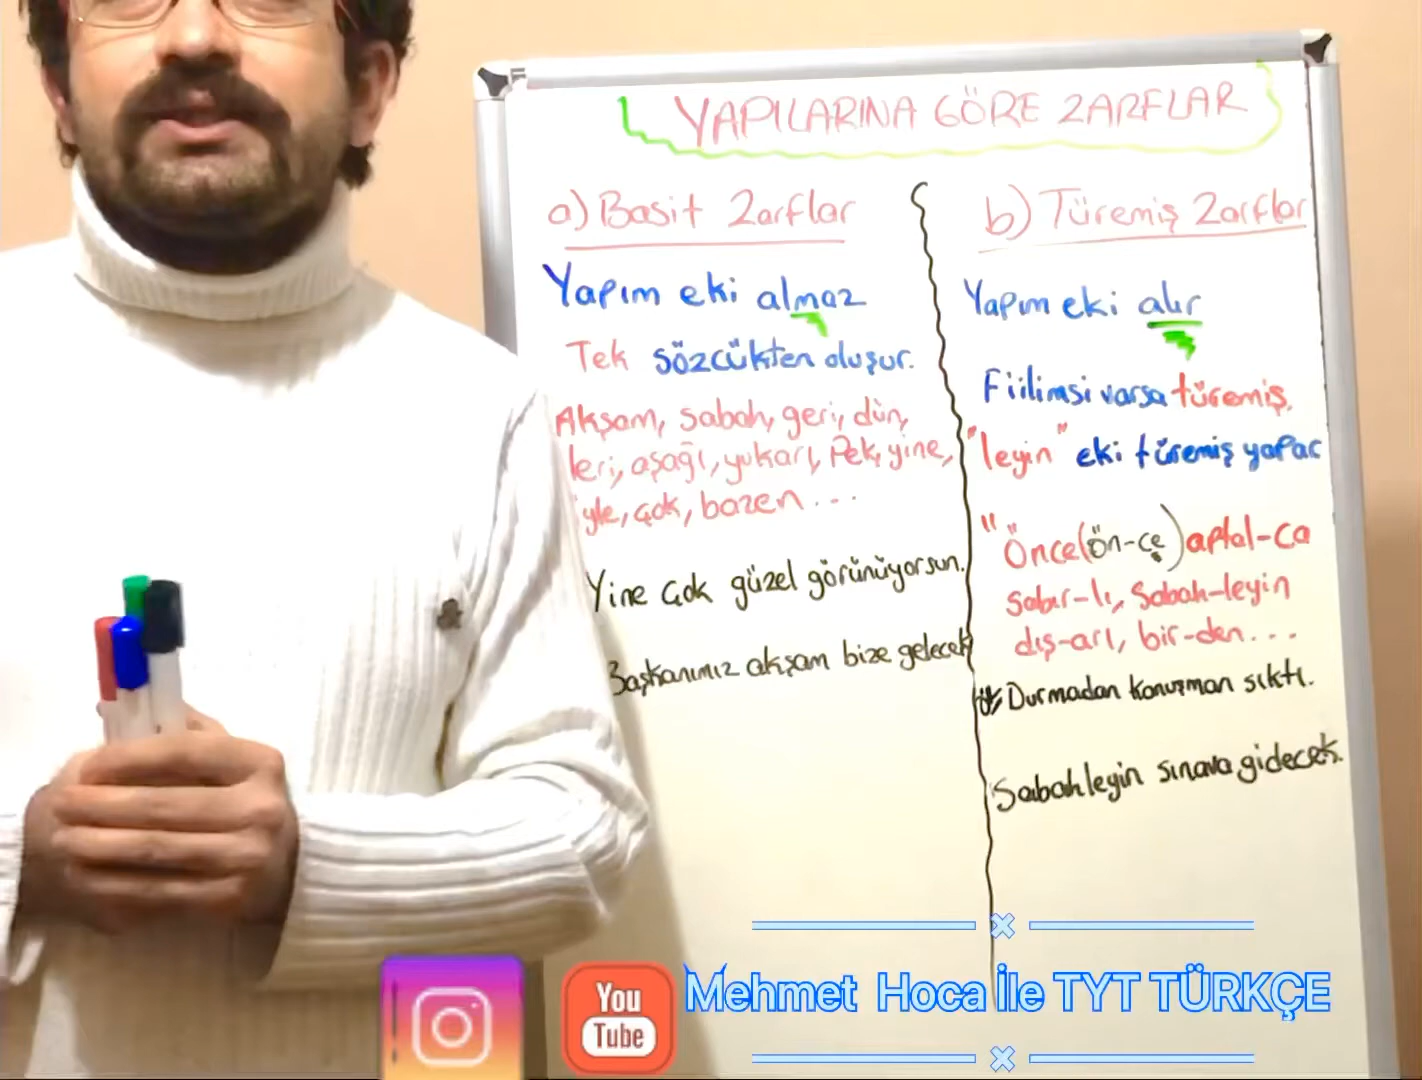 YAPILARINA GÖRE ZARFLAR
a) Basit Zarflar
Yapım eki almaz
Tek sözcükten oluşur.
Akşam, sabah, geri, dün,
İleri, aşağı, yukarı, Pek, yine,
çok, bazen...
Yine çok güzel görünüyorsun.
Başkanımız akşam bize gelecek
b) Türemiş Zarflar
Yapım eki alır
Fiilimsi varsa türemiş.
"leyin" eki türemiş yapar
"Önce(ön-çe) aptal-ca
sabır-lı, Sabah-leyin
dış-arı, bir-den...
Durmadan konuşman sıktı.
Sabahleyin sınava gidecek.
You
Tube
Mehmet Hoca İle TYT TÜRKÇE